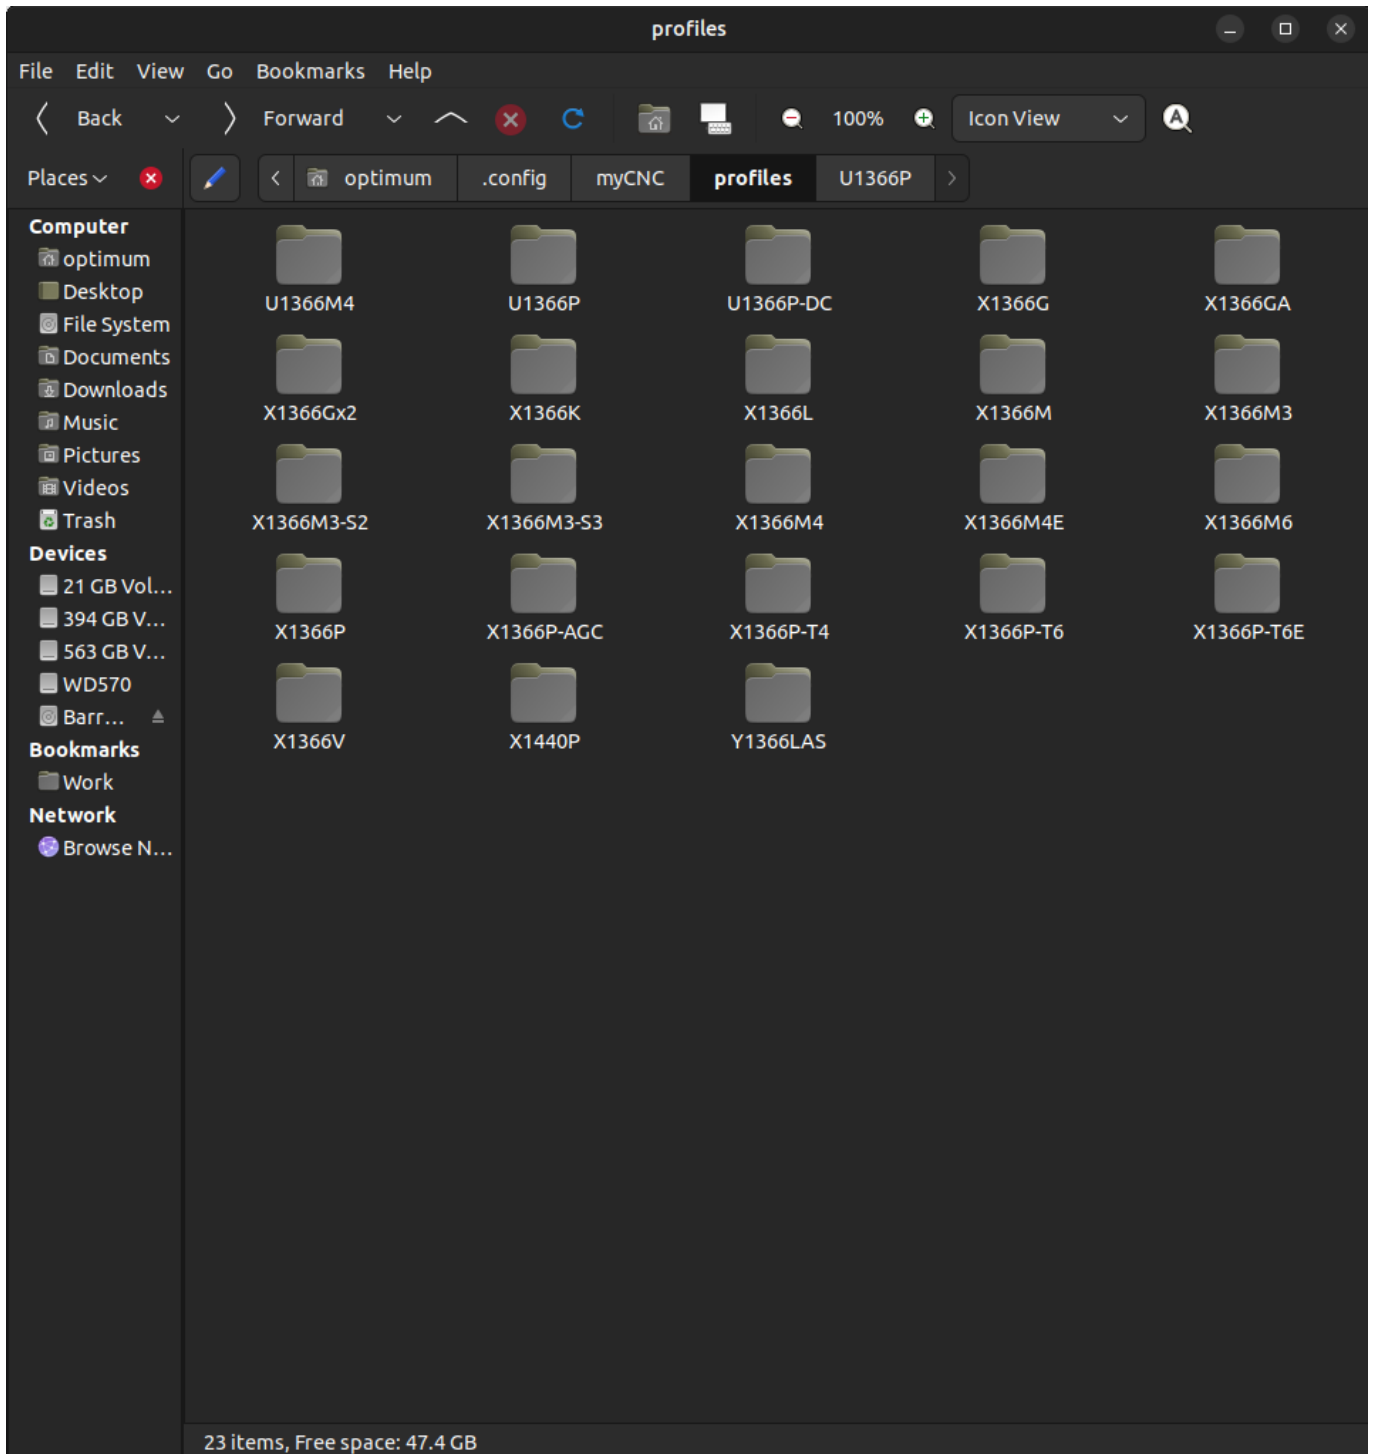 profiles
File Edit View Go Bookmarks Help
Back Forward 100% Icon View
Places optimum .config myCNC profiles U1366P
Computer
optimum
Desktop
File System
Documents
Downloads
Music
Pictures
Videos
Trash
Devices
21 GB Vol...
394 GB V...
563 GB V...
WD570
Barr...
Bookmarks
Work
Network
Browse N...
U1366M4 U1366P U1366P-DC X1366G X1366GA
X1366Gx2 X1366K X1366L X1366M X1366M3
X1366M3-S2 X1366M3-S3 X1366M4 X1366M4E X1366M6
X1366P X1366P-AGC X1366P-T4 X1366P-T6 X1366P-T6E
X1366V X1440P Y1366LAS
23 items, Free space: 47.4 GB